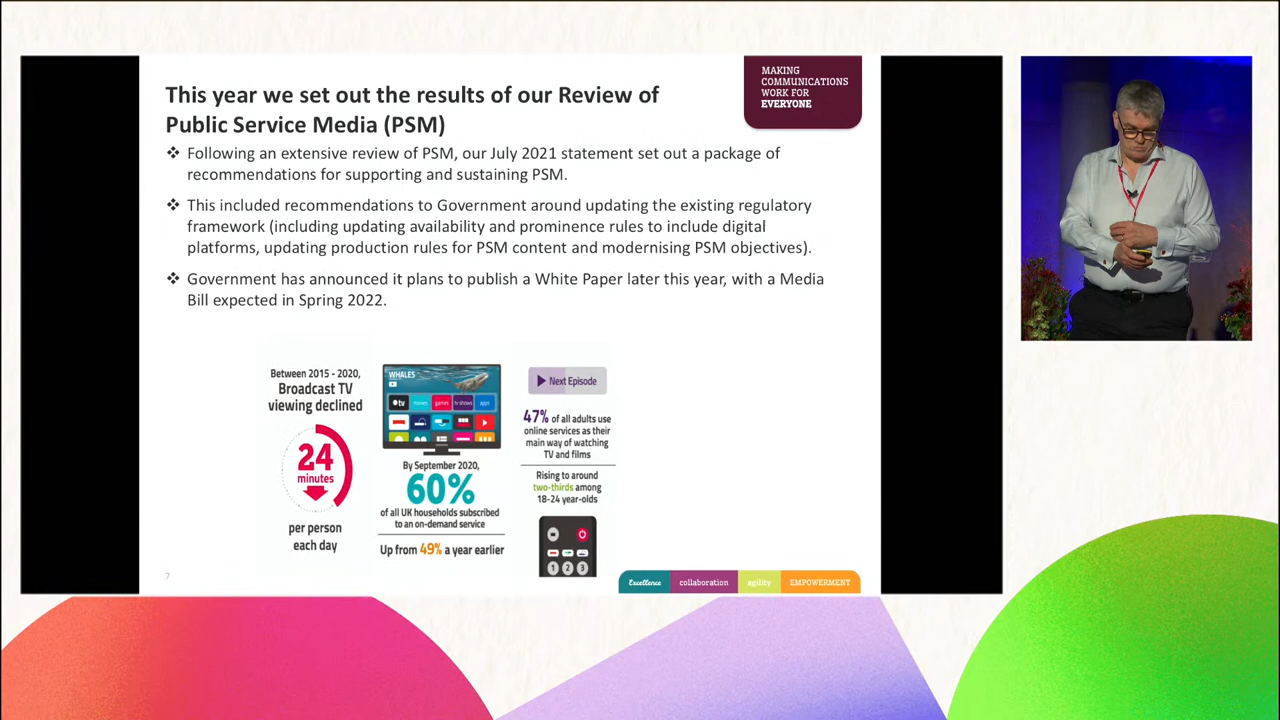 This year we set out the results of our Review of
Public Service Media (PSM)
MAKING
COMMUNICATIONS
WORK FOR
EVERYONE
❖ Following an extensive review of PSM, our July 2021 statement set out a package of
recommendations for supporting and sustaining PSM.
❖ This included recommendations to Government around updating the existing regulatory
framework (including updating availability and prominence rules to include digital
platforms, updating production rules for PSM content and modernising PSM objectives).
❖ Government has announced it plans to publish a White Paper later this year, with a Media
Bill expected in Spring 2022.
Between 2015 - 2020,
Broadcast TV
viewing declined
24
minutes
per person
each day
WHALES
tv movies games tv shows apps
By September 2020,
60%
of all UK households subscribed
to an on-demand service
Up from 49% a year earlier
Next Episode
47% of all adults use
online services as their
main way of watching
TV and films
Rising to around
two-thirds among
18-24 year-olds
1 2 3
7
Excellence collaboration agility EMPOWERMENT